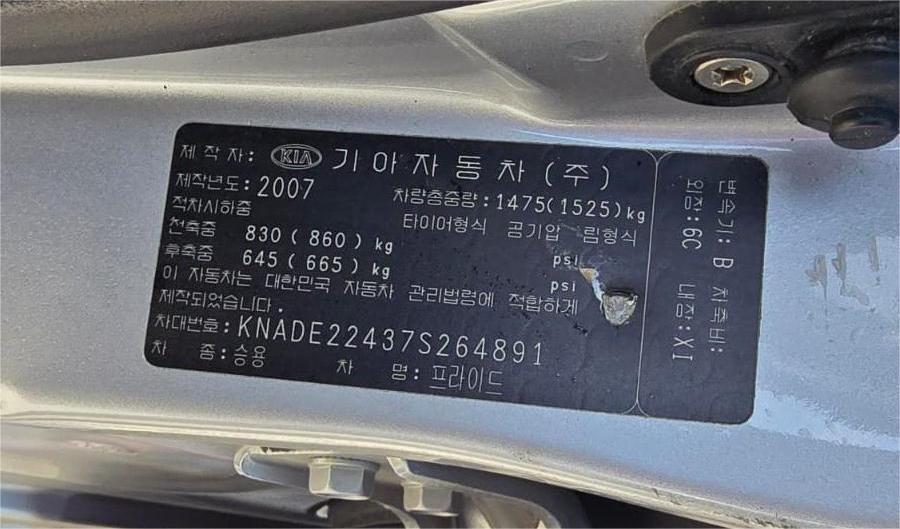 제 작 자: KIA 기아자동차(주)
제작년도:2007 차량총중량:1475(1525)kg
적차시하중 타이어형식 공기압 림형식
전축중 830 ( 860 ) kg psi
후축중 645 ( 665 ) kg psi
이 자동차는 대한민국 자동차 관리법령에 적합하게
제작되었습니다.
차대번호:KNADE22437S264891
차 종:승용 차 명:프라이드
변속기:B 차축비:
외장:6C 내장:XI